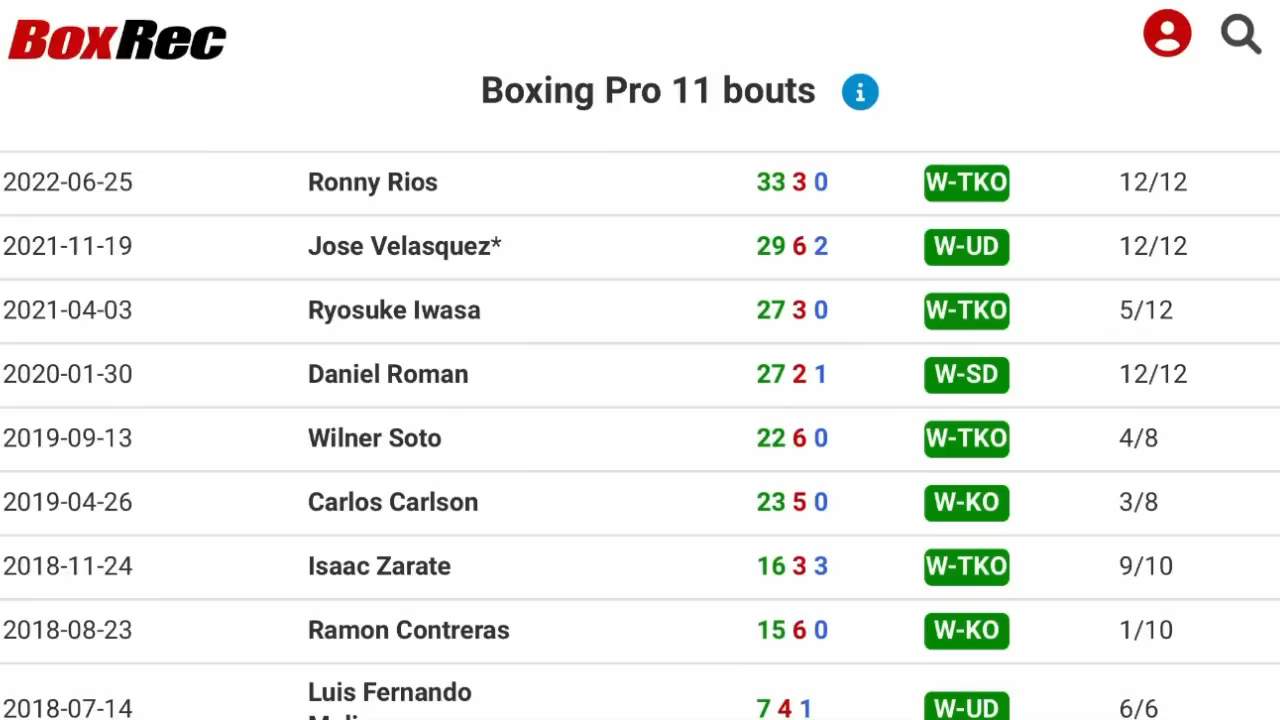 BoxRec
Boxing Pro 11 bouts
2022-06-25 Ronny Rios 33 3 0 W-TKO 12/12
2021-11-19 Jose Velasquez* 29 6 2 W-UD 12/12
2021-04-03 Ryosuke Iwasa 27 3 0 W-TKO 5/12
2020-01-30 Daniel Roman 27 2 1 W-SD 12/12
2019-09-13 Wilner Soto 22 6 0 W-TKO 4/8
2019-04-26 Carlos Carlson 23 5 0 W-KO 3/8
2018-11-24 Isaac Zarate 16 3 3 W-TKO 9/10
2018-08-23 Ramon Contreras 15 6 0 W-KO 1/10
Luis Fernando
2018-07-14 7 4 1 W-UD 6/6